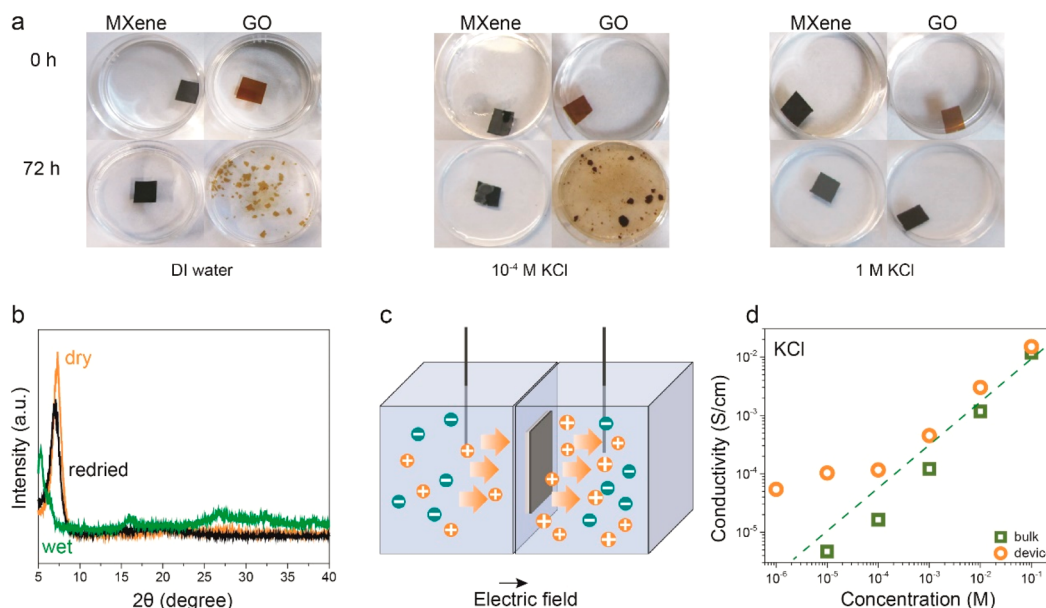 a
MXene GO
MXene GO
MXene GO
0 h
72 h
DI water
10⁻⁴ M KCl
1 M KCl
b
dry
redried
wet
Intensity (a.u.)
5 10 15 20 25 30 35 40
2θ (degree)
c
Electric field
d
KCl
Conductivity (S/cm)
10⁻²
10⁻³
10⁻⁴
10⁻⁵
bulk
devic
10⁻⁶ 10⁻⁵ 10⁻⁴ 10⁻³ 10⁻² 10⁻¹
Concentration (M)